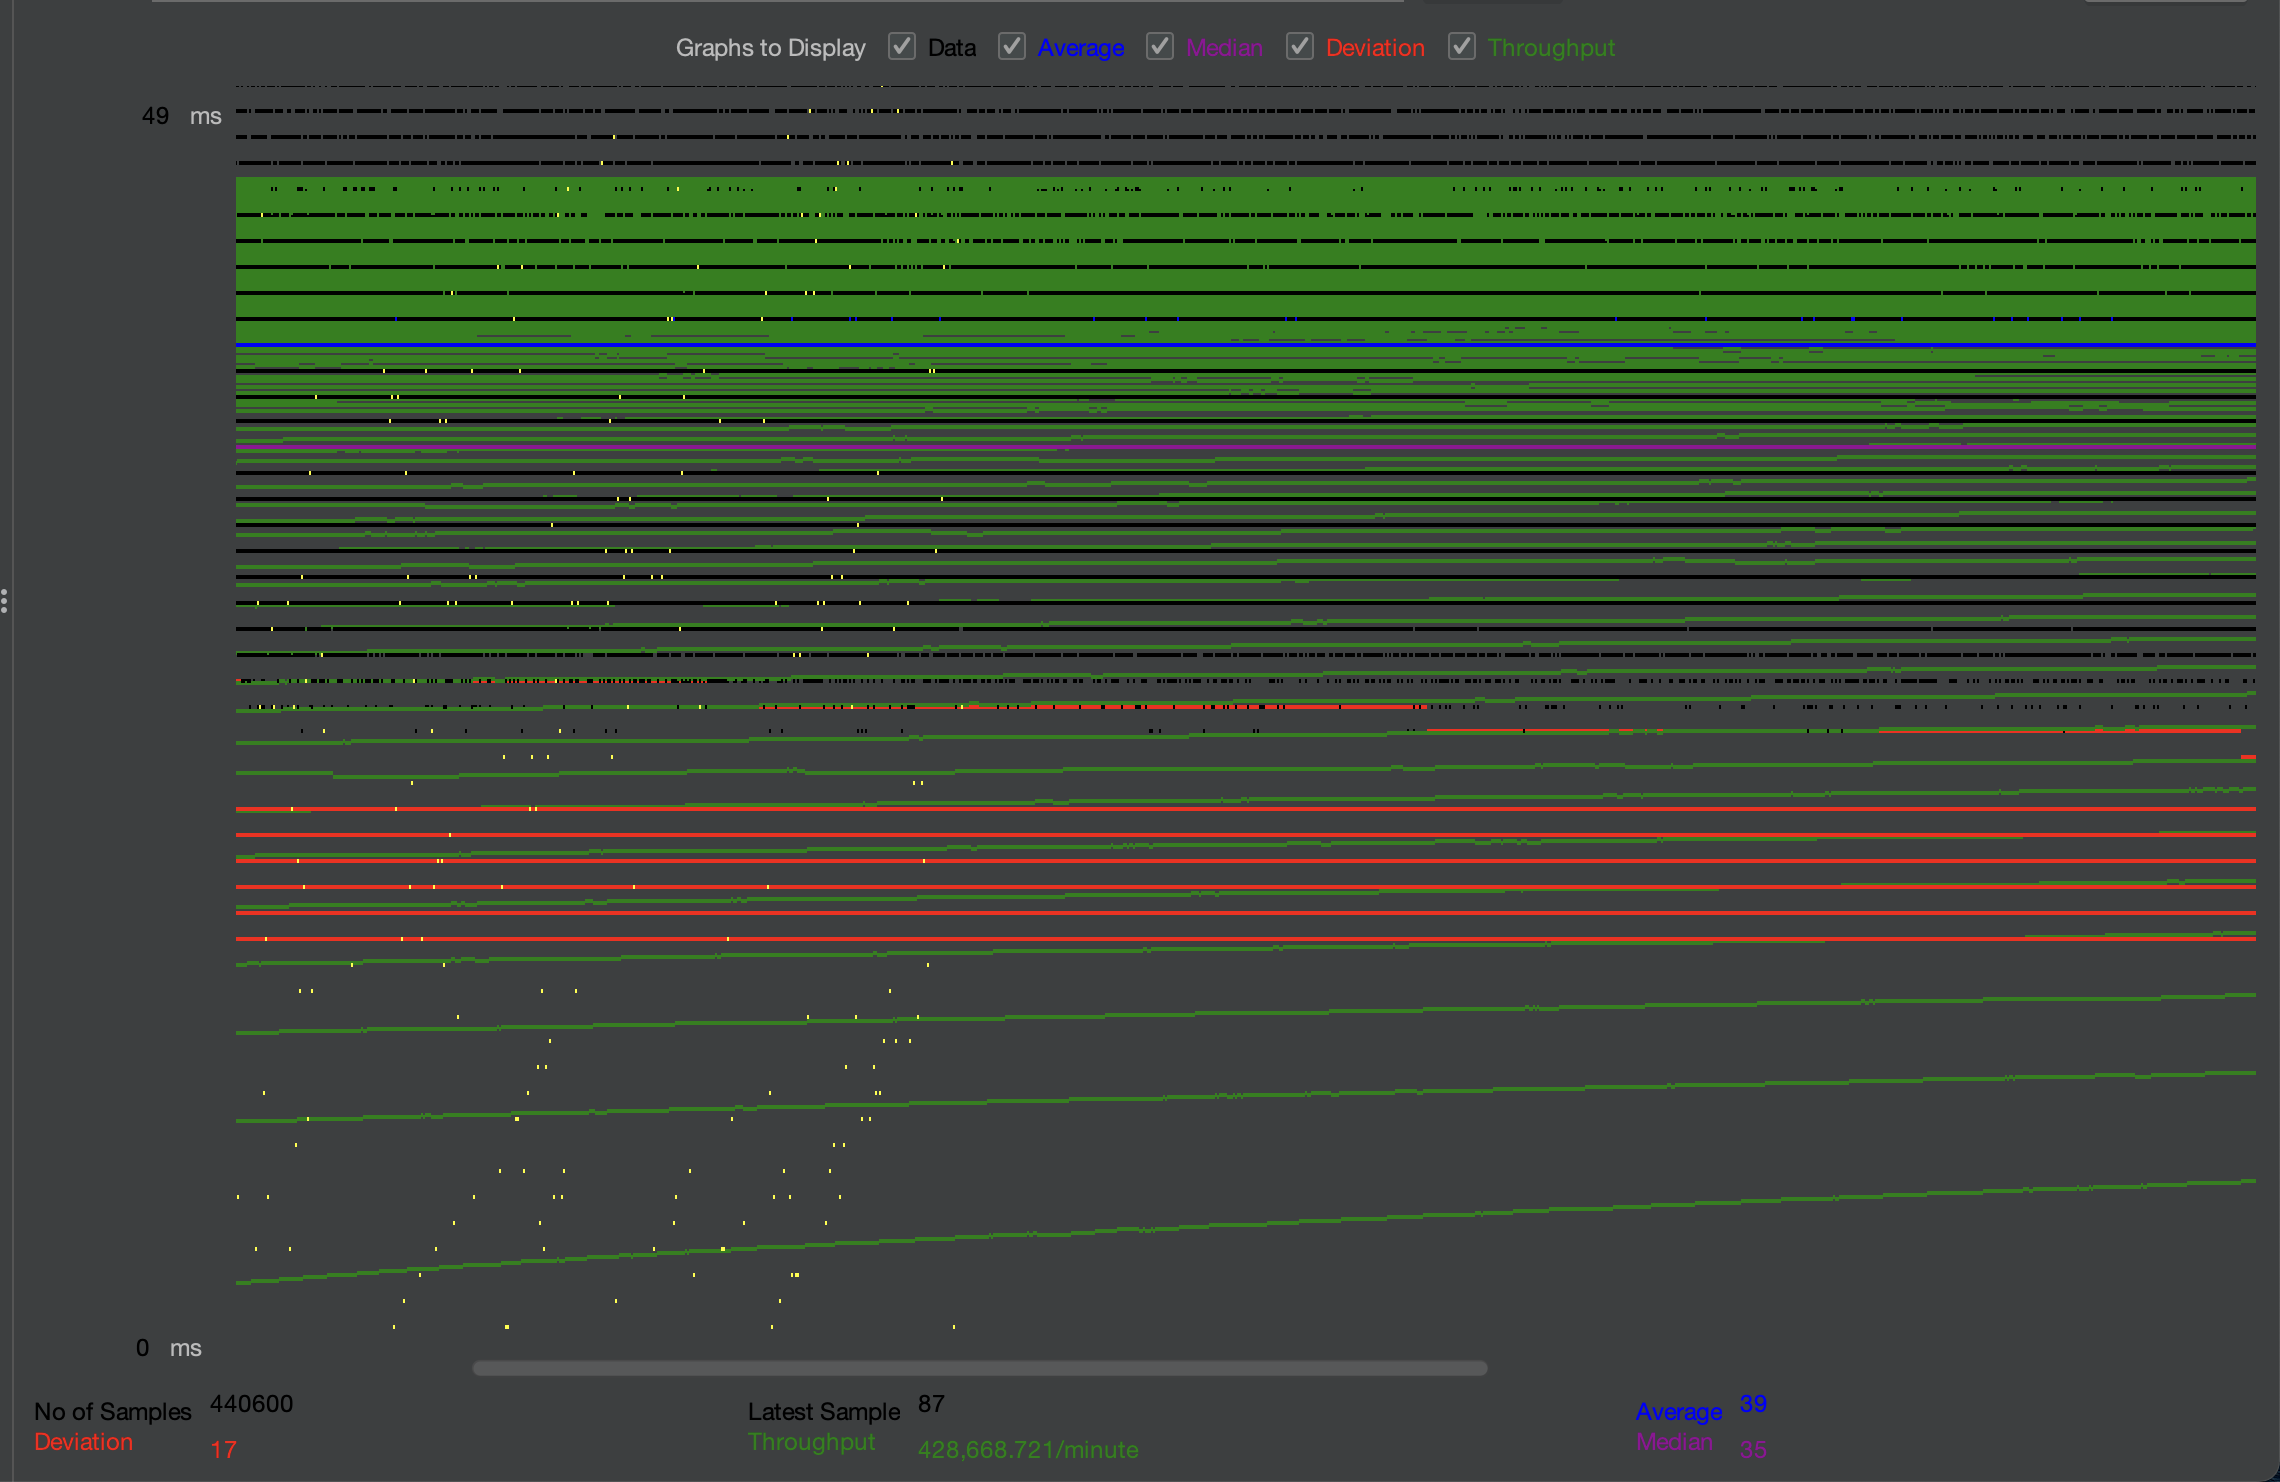 Graphs to Display Data Average Median Deviation Throughput
49 ms
0 ms
No of Samples 440600 Latest Sample 87 Average 39
Deviation 17 Throughput 428,668.721/minute Median 35